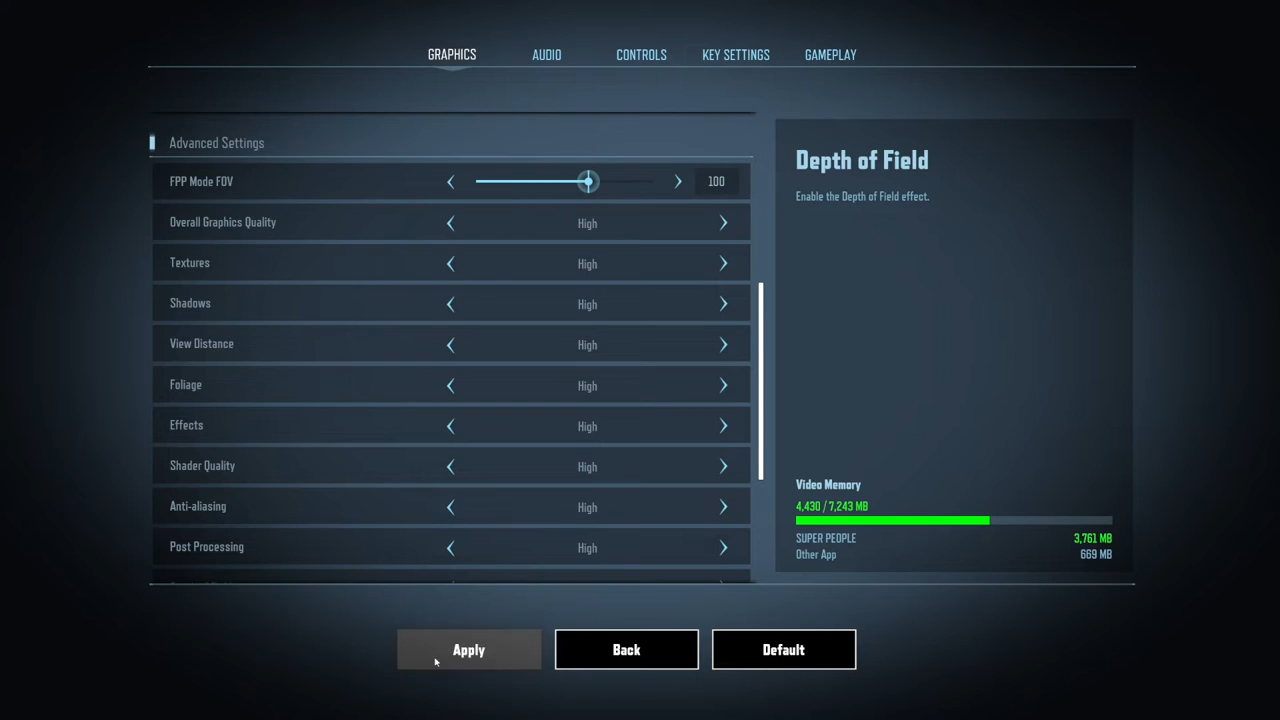 GRAPHICS
AUDIO
CONTROLS
KEY SETTINGS
GAMEPLAY
Advanced Settings
FPP Mode FOV 100
Overall Graphics Quality High
Textures High
Shadows High
View Distance High
Foliage High
Effects High
Shader Quality High
Anti-aliasing High
Post Processing High
Depth of Field
Enable the Depth of Field effect.
Video Memory
4,430 / 7,243 MB
SUPER PEOPLE 3,761 MB
Other App 669 MB
Apply
Back
Default